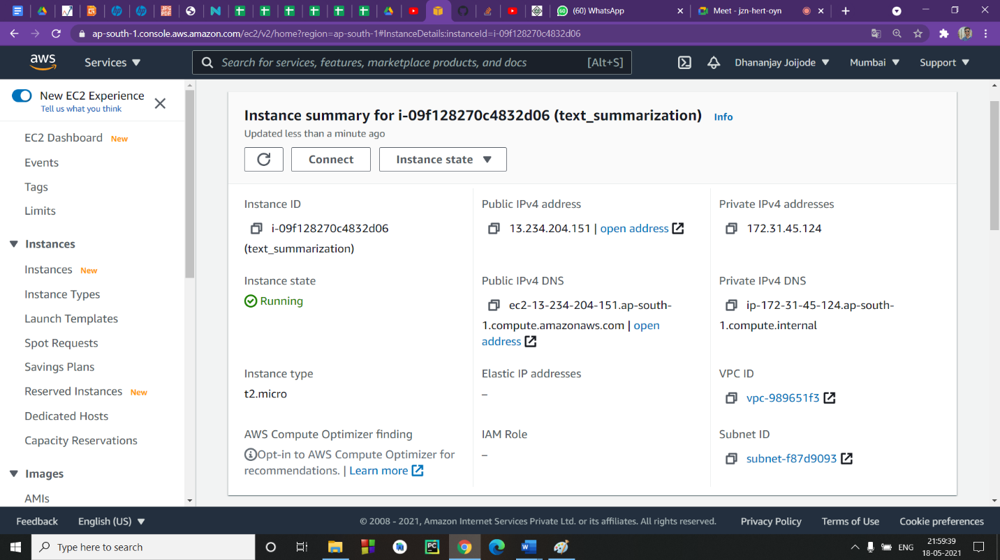 (60) WhatsApp
Meet - jzn-hert-oyn
ap-south-1.console.aws.amazon.com/ec2/v2/home?region=ap-south-1#InstanceDetails:instanceId=i-09f128270c4832d06
aws
Services
Search for services, features, marketplace products, and docs
[Alt+S]
Dhananjay Joijode
Mumbai
Support
New EC2 Experience
Tell us what you think
EC2 Dashboard New
Events
Tags
Limits
Instances
Instances New
Instance Types
Launch Templates
Spot Requests
Savings Plans
Reserved Instances New
Dedicated Hosts
Capacity Reservations
Images
AMIs
Instance summary for i-09f128270c4832d06 (text_summarization) Info
Updated less than a minute ago
Connect
Instance state
Instance ID
i-09f128270c4832d06
(text_summarization)
Public IPv4 address
13.234.204.151 | open address
Private IPv4 addresses
172.31.45.124
Instance state
Running
Public IPv4 DNS
ec2-13-234-204-151.ap-south-
1.compute.amazonaws.com | open
address
Private IPv4 DNS
ip-172-31-45-124.ap-south-
1.compute.internal
Instance type
t2.micro
Elastic IP addresses
–
VPC ID
vpc-989651f3
AWS Compute Optimizer finding
Opt-in to AWS Compute Optimizer for
recommendations. | Learn more
IAM Role
–
Subnet ID
subnet-f87d9093
Feedback
English (US)
© 2008 - 2021, Amazon Internet Services Private Ltd. or its affiliates. All rights reserved.
Privacy Policy
Terms of Use
Cookie preferences
Type here to search
ENG
21:59:39
18-05-2021